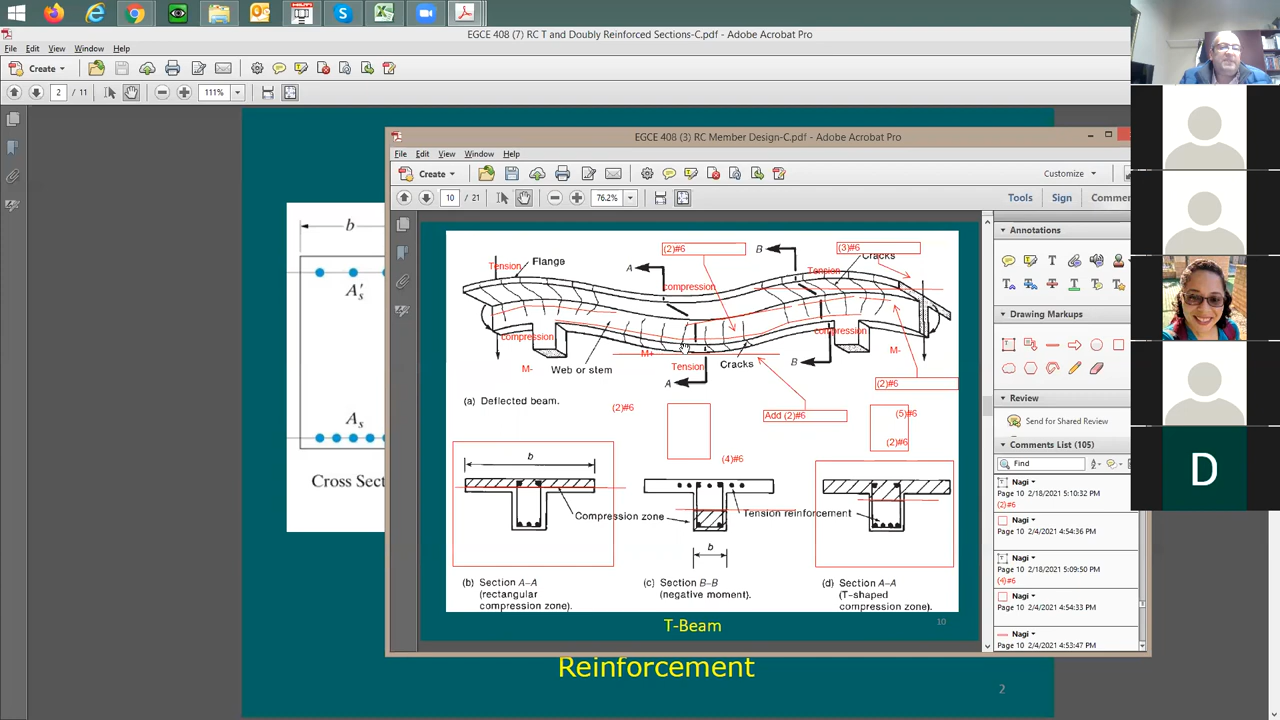 EGCE 408 (7) RC T and Doubly Reinforced Sections-C.pdf - Adobe Acrobat Pro
File Edit View Window Help
Create
2 / 11
111%
b
A's
As
Cross Sect
Reinforcement
2
EGCE 408 (3) RC Member Design-C.pdf - Adobe Acrobat Pro
File Edit View Window Help
Create
Customize
10 / 21
76.2%
Tools
Sign
Comme
(2)#6
B
(3)#6
Tension
Flange
A
Tension
Cracks
compression
compression
compression
M-
Web or stem
M+
Tension
Cracks
B
M-
A
(2)#6
(a) Deflected beam.
(2)#6
Add (2)#6
(5)#6
(2)#6
(4)#6
b
Compression zone
Tension reinforcement
b
(b) Section A–A
(rectangular
compression zone).
(c) Section B–B
(negative moment).
(d) Section A–A
(T-shaped
compression zone).
T-Beam
10
Annotations
Drawing Markups
Review
Send for Shared Review
Comments List (105)
Find
Nagi
Page 10 2/18/2021 5:10:32 PM
(2)#6
Nagi
Page 10 2/4/2021 4:54:36 PM
Nagi
Page 10 2/18/2021 5:09:50 PM
(4)#6
Nagi
Page 10 2/4/2021 4:54:33 PM
Nagi
Page 10 2/4/2021 4:53:47 PM
D